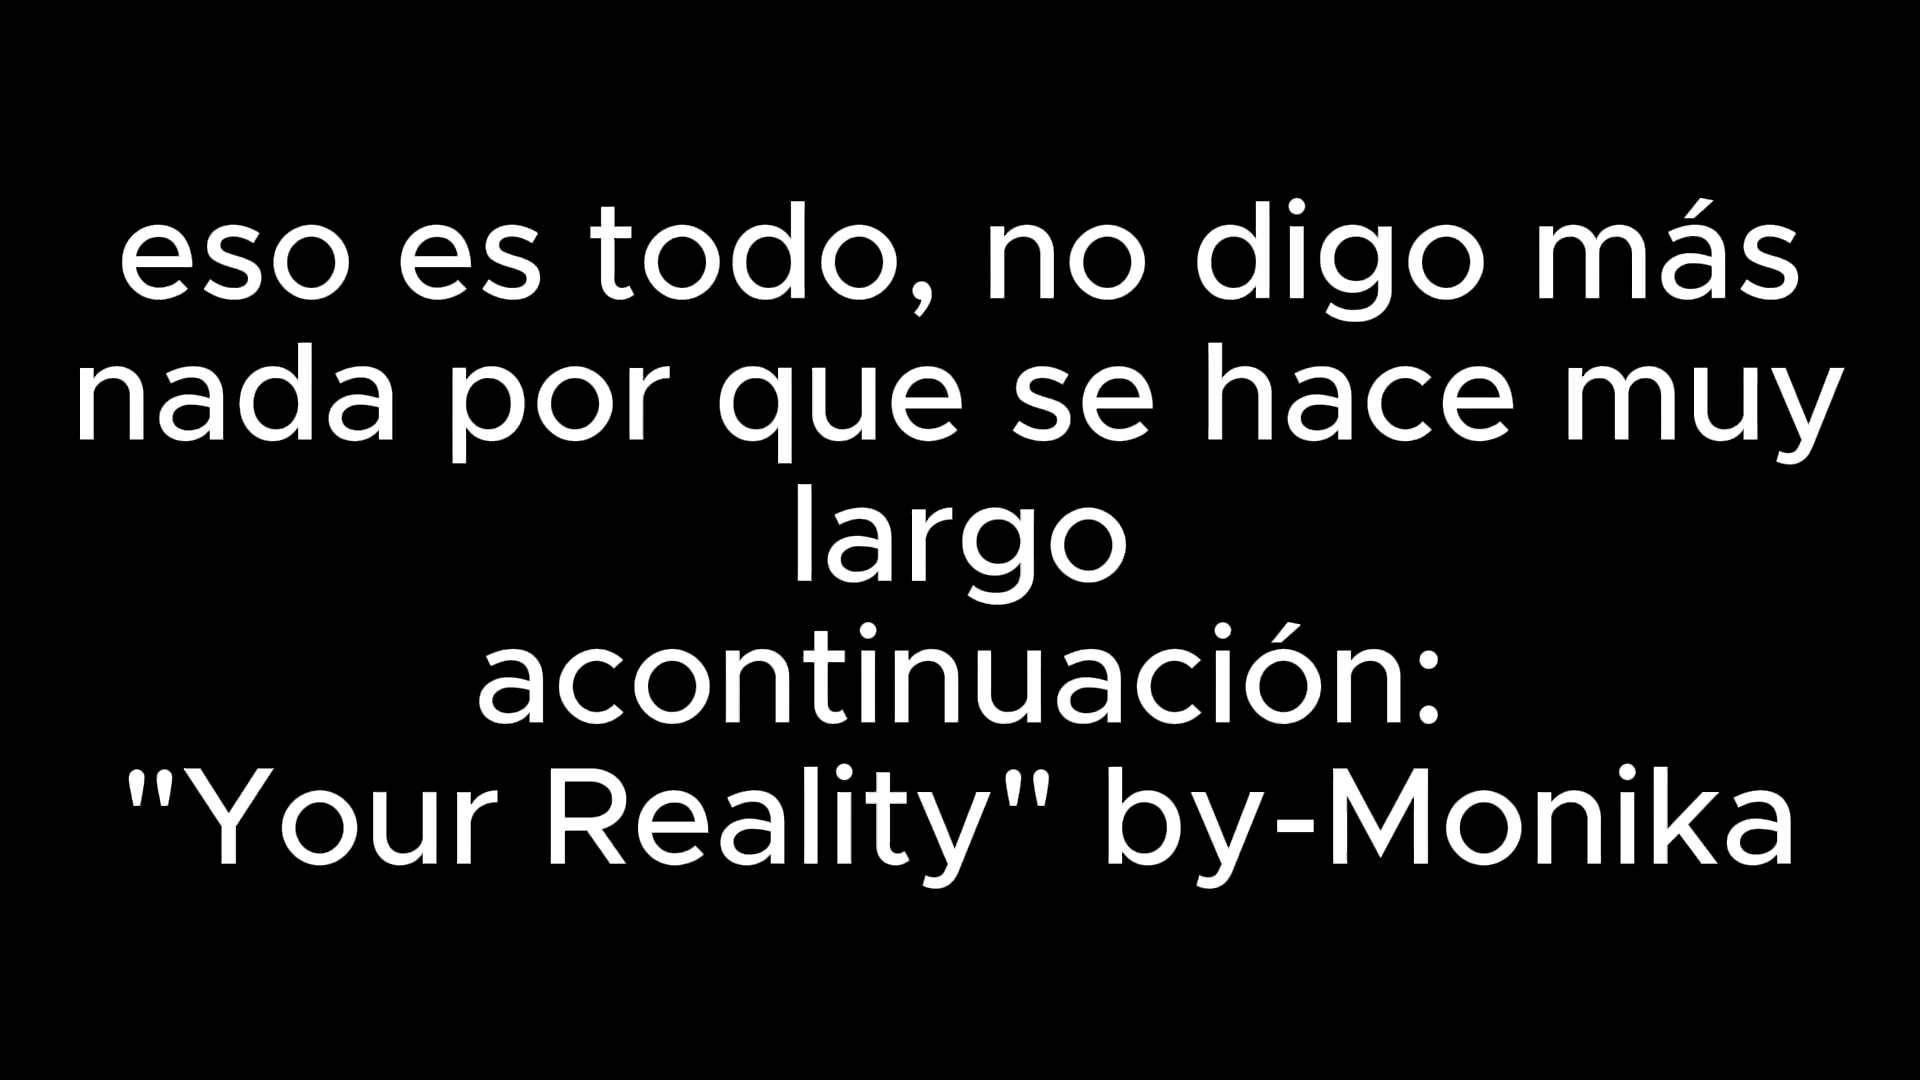 eso es todo, no digo más
nada por que se hace muy
largo
acontinuación:
"Your Reality" by-Monika